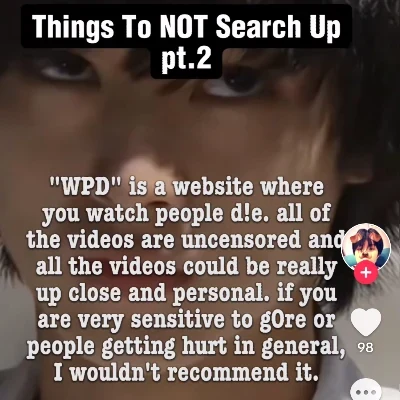 Things To NOT Search Up
pt.2
"WPD" is a website where
you watch people d!e. all of
the videos are uncensored and
all the videos could be really
up close and personal. if you
are very sensitive to g0re or
people getting hurt in general,
I wouldn't recommend it.
98